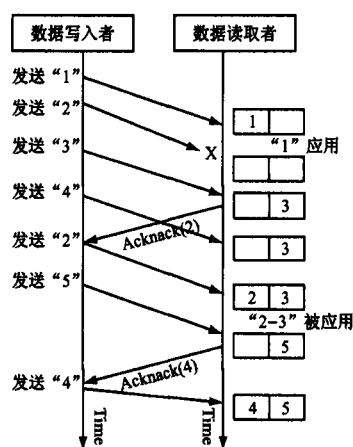 数据写入者 数据读取者
发送“1”
发送“2”
1
“1”应用
X
发送“3”
发送“4”
3
Acknack(2)
发送“2”
3
发送“5”
2 3
“2-3”被应用
5
Acknack(4)
发送“4”
4 5
Time Time